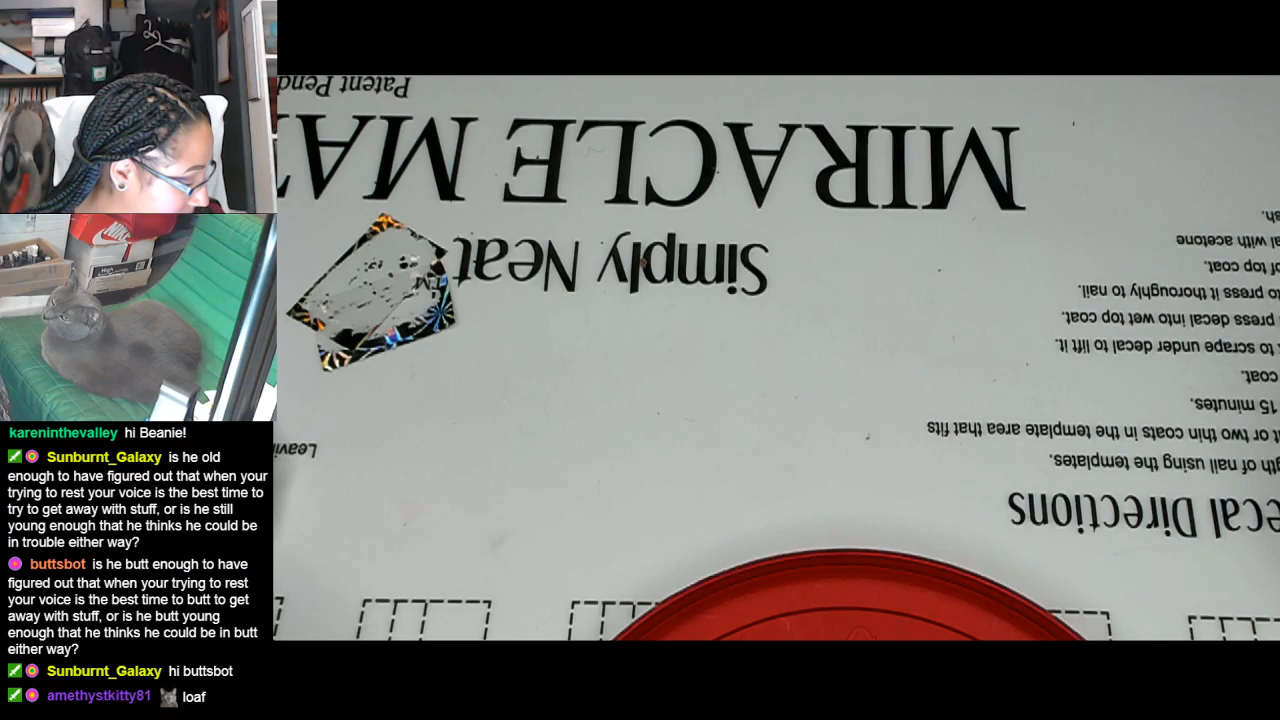 kareninthevalley hi Beanie!
Sunburnt_Galaxy is he old
enough to have figured out that when your
trying to rest your voice is the best time to
try to get away with stuff, or is he still
young enough that he thinks he could be
in trouble either way?
buttsbot is he butt enough to have
figured out that when your trying to rest
your voice is the best time to butt to get
away with stuff, or is he butt young
enough that he thinks he could be in butt
either way?
Sunburnt_Galaxy hi buttsbot
amethystkitty81 loaf
ecal Directions
gth of nail using the templates.
t or two thin coats in the template area that fits
15 minutes.
coat.
to scrape under decal to lift it.
press decal into wet top coat.
to press it thoroughly to nail.
of top coat.
al with acetone
sh.
Leavin
Simply Neat TM
MIRACLE MA
Patent Pend
High